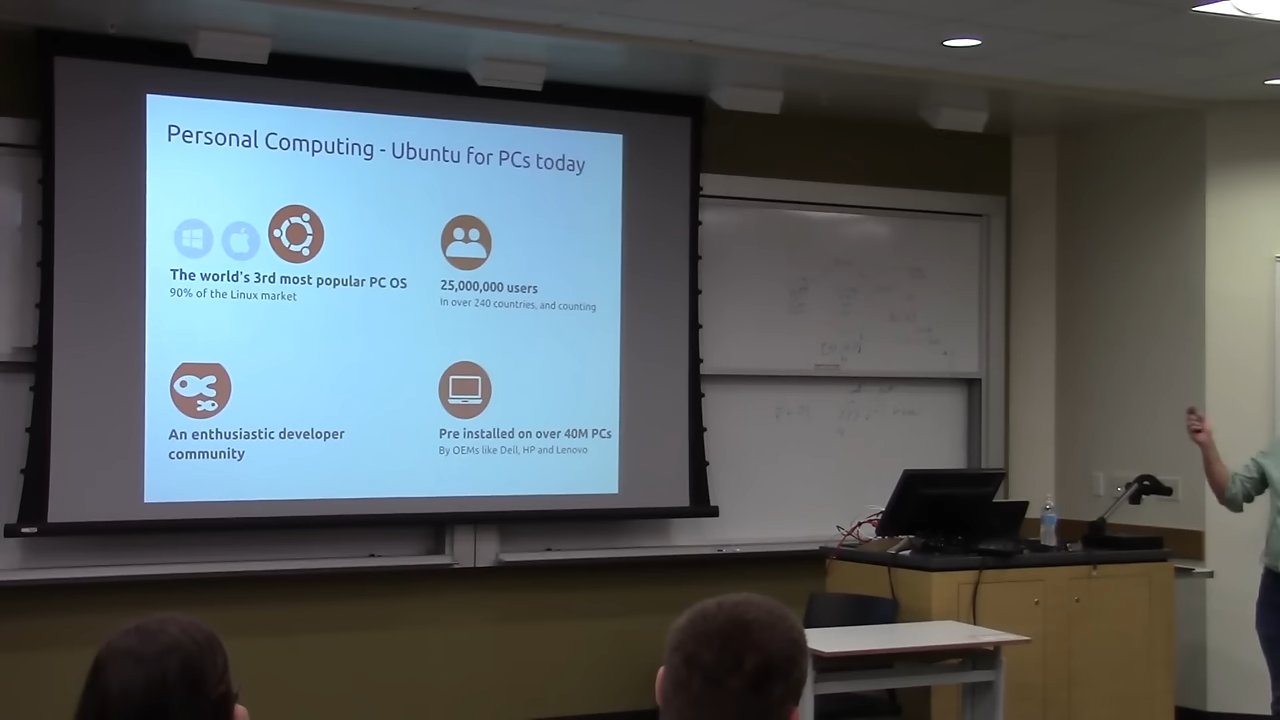 Personal Computing - Ubuntu for PCs today
The world's 3rd most popular PC OS
90% of the Linux market
25,000,000 users
In over 240 countries, and counting
An enthusiastic developer
community
Pre installed on over 40M PCs
By OEMs like Dell, HP and Lenovo